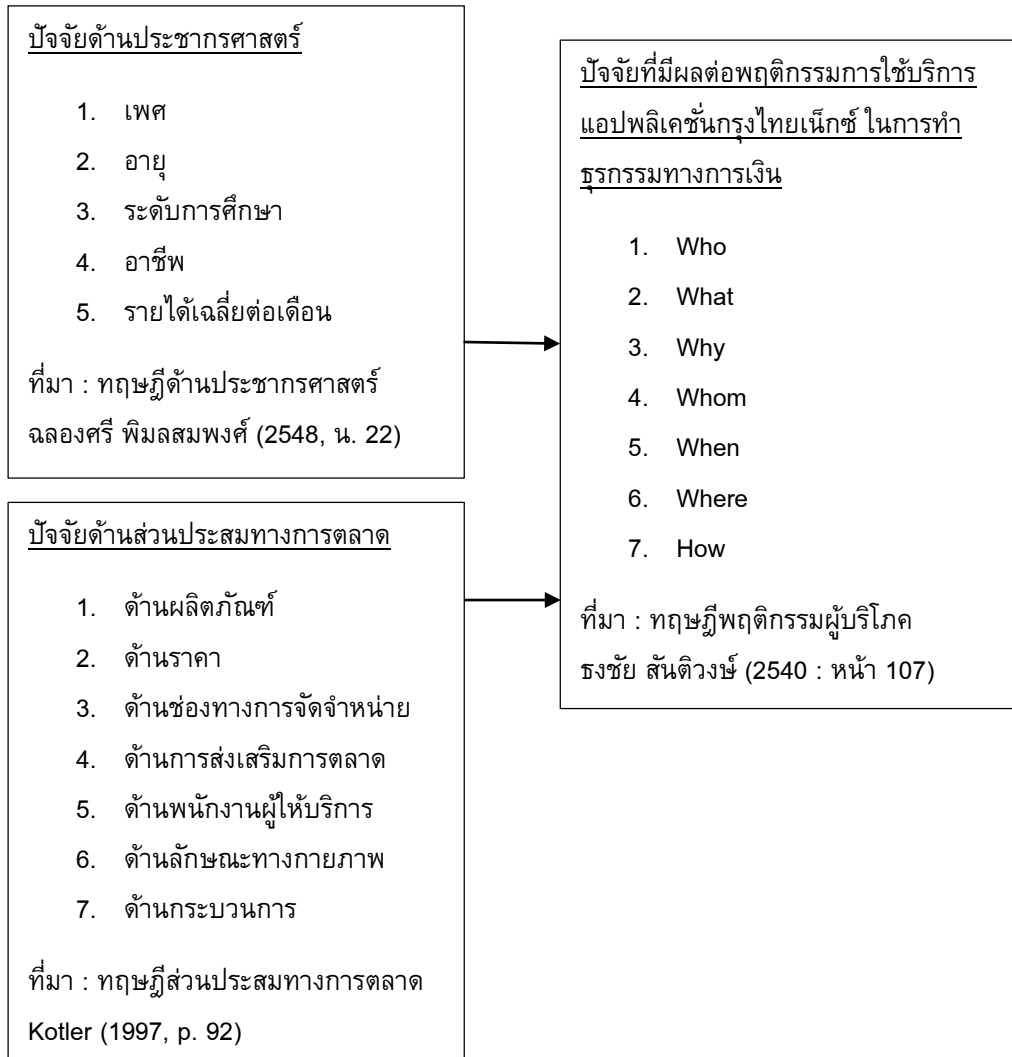 ปัจจัยด้านประชากรศาสตร์
1. เพศ
2. อายุ
3. ระดับการศึกษา
4. อาชีพ
5. รายได้เฉลี่ยต่อเดือน
ที่มา : ทฤษฎีด้านประชากรศาสตร์
ฉลองศรี พิมลสมพงศ์ (2548, น. 22)
ปัจจัยด้านส่วนประสมทางการตลาด
1. ด้านผลิตภัณฑ์
2. ด้านราคา
3. ด้านช่องทางการจัดจำหน่าย
4. ด้านการส่งเสริมการตลาด
5. ด้านพนักงานผู้ให้บริการ
6. ด้านลักษณะทางกายภาพ
7. ด้านกระบวนการ
ที่มา : ทฤษฎีส่วนประสมทางการตลาด
Kotler (1997, p. 92)
ปัจจัยที่มีผลต่อพฤติกรรมการใช้บริการ
แอปพลิเคชั่นกรุงไทยเน็กซ์ ในการทำ
ธุรกรรมทางการเงิน
1. Who
2. What
3. Why
4. Whom
5. When
6. Where
7. How
ที่มา : ทฤษฎีพฤติกรรมผู้บริโภค
ธงชัย สันติวงษ์ (2540 : หน้า 107)